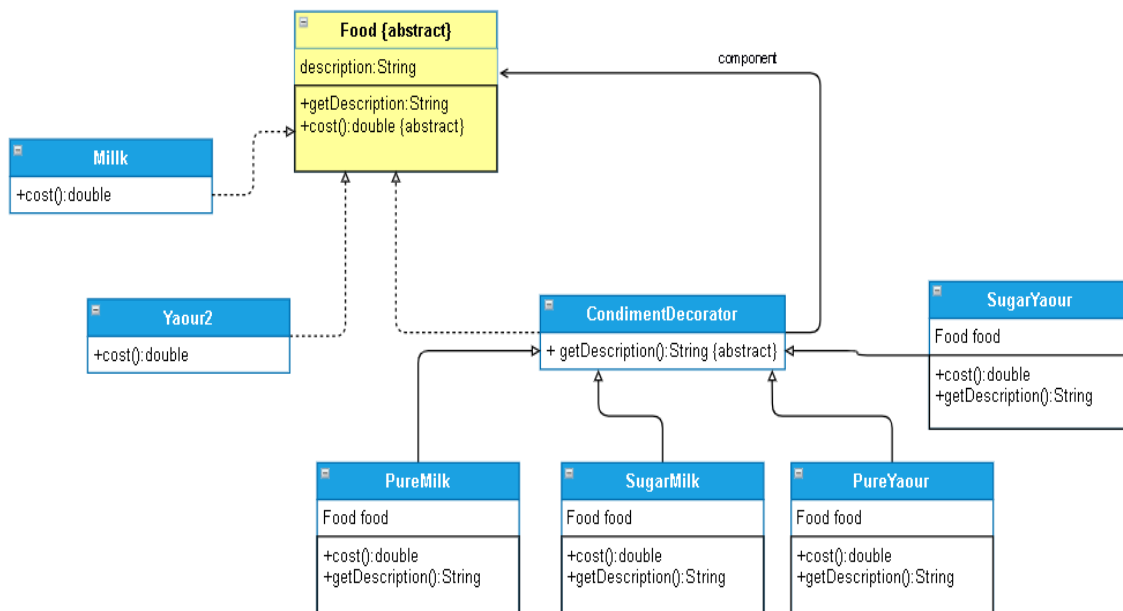 Food {abstract}
description:String
+getDescription:String
+cost():double {abstract}
component
Millk
+cost():double
Yaour2
+cost():double
CondimentDecorator
+ getDescription():String {abstract}
SugarYaour
Food food
+cost():double
+getDescription():String
PureMilk
Food food
+cost():double
+getDescription():String
SugarMilk
Food food
+cost():double
+getDescription():String
PureYaour
Food food
+cost():double
+getDescription():String